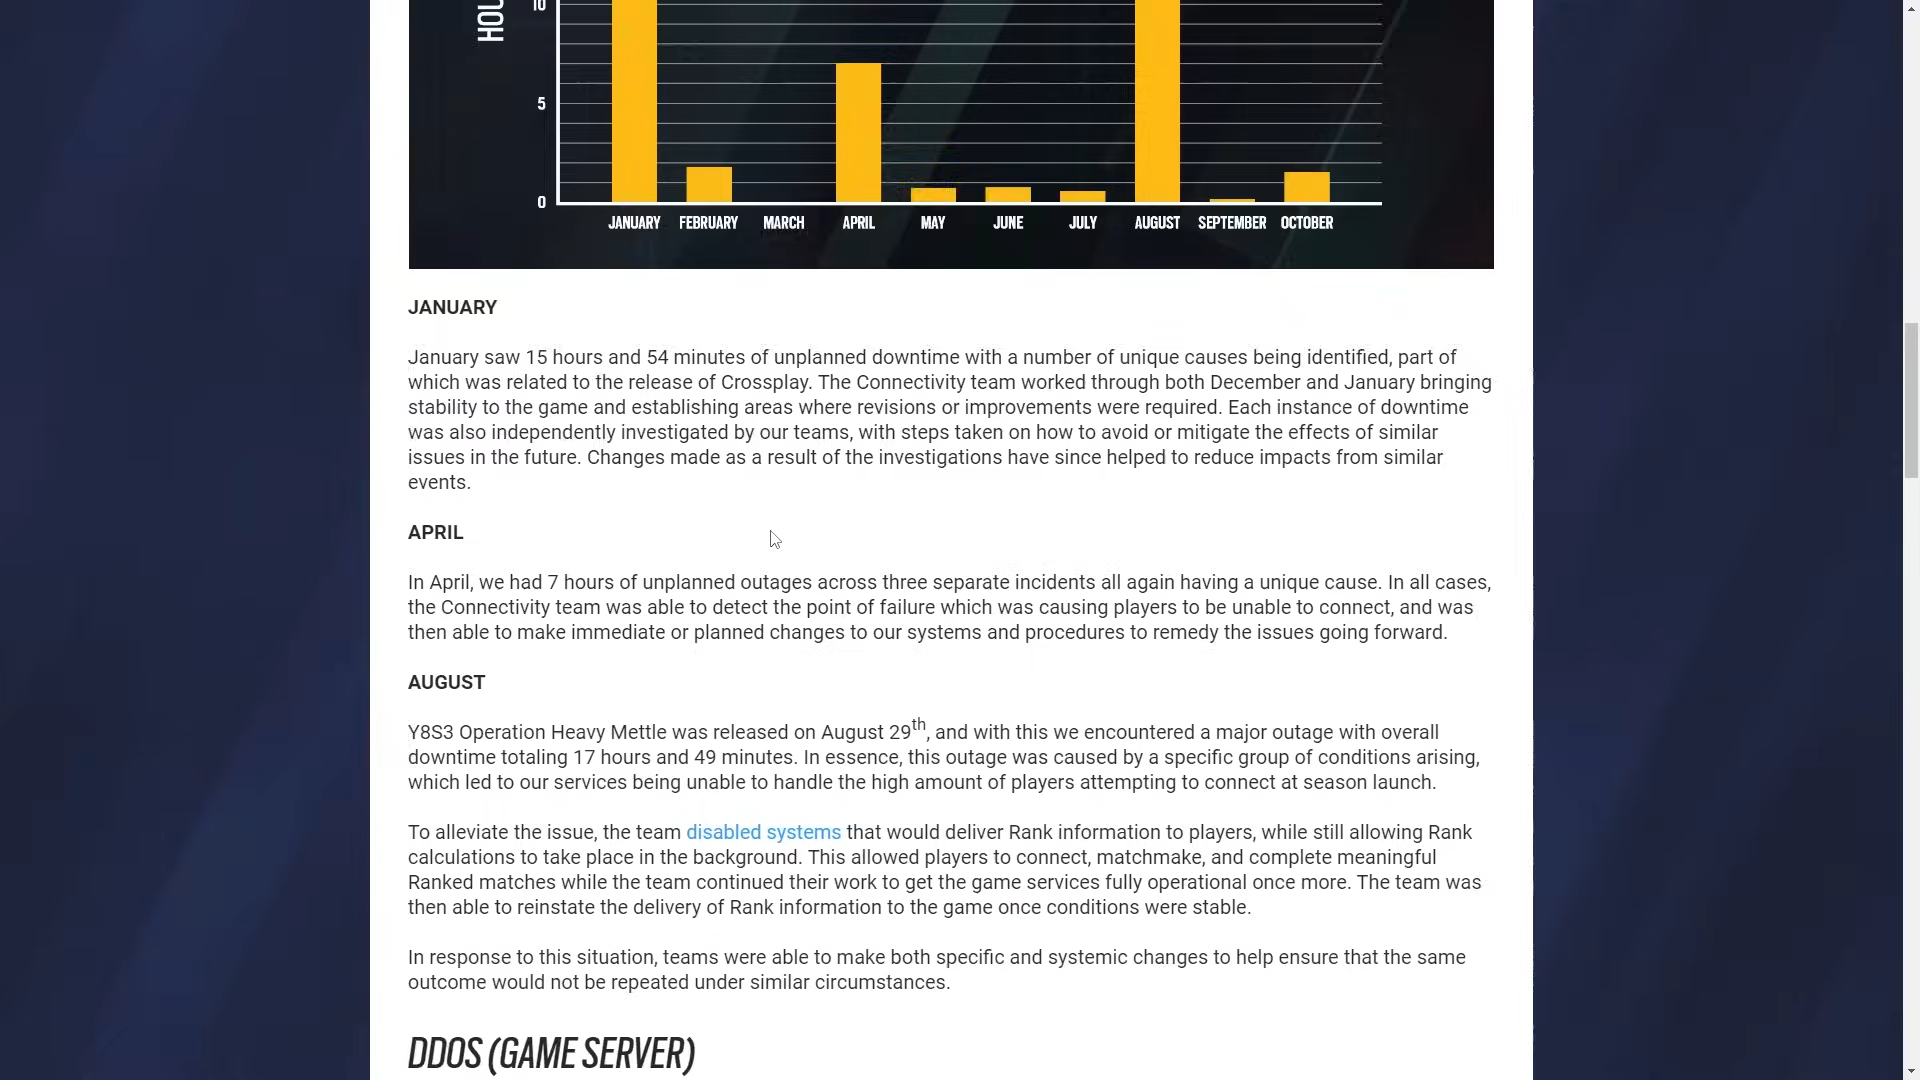 10
HOU
5
0
JANUARY FEBRUARY MARCH APRIL MAY JUNE JULY AUGUST SEPTEMBER OCTOBER
JANUARY
January saw 15 hours and 54 minutes of unplanned downtime with a number of unique causes being identified, part of
which was related to the release of Crossplay. The Connectivity team worked through both December and January bringing
stability to the game and establishing areas where revisions or improvements were required. Each instance of downtime
was also independently investigated by our teams, with steps taken on how to avoid or mitigate the effects of similar
issues in the future. Changes made as a result of the investigations have since helped to reduce impacts from similar
events.
APRIL
In April, we had 7 hours of unplanned outages across three separate incidents all again having a unique cause. In all cases,
the Connectivity team was able to detect the point of failure which was causing players to be unable to connect, and was
then able to make immediate or planned changes to our systems and procedures to remedy the issues going forward.
AUGUST
Y8S3 Operation Heavy Mettle was released on August 29th, and with this we encountered a major outage with overall
downtime totaling 17 hours and 49 minutes. In essence, this outage was caused by a specific group of conditions arising,
which led to our services being unable to handle the high amount of players attempting to connect at season launch.
To alleviate the issue, the team disabled systems that would deliver Rank information to players, while still allowing Rank
calculations to take place in the background. This allowed players to connect, matchmake, and complete meaningful
Ranked matches while the team continued their work to get the game services fully operational once more. The team was
then able to reinstate the delivery of Rank information to the game once conditions were stable.
In response to this situation, teams were able to make both specific and systemic changes to help ensure that the same
outcome would not be repeated under similar circumstances.
DDOS (GAME SERVER)